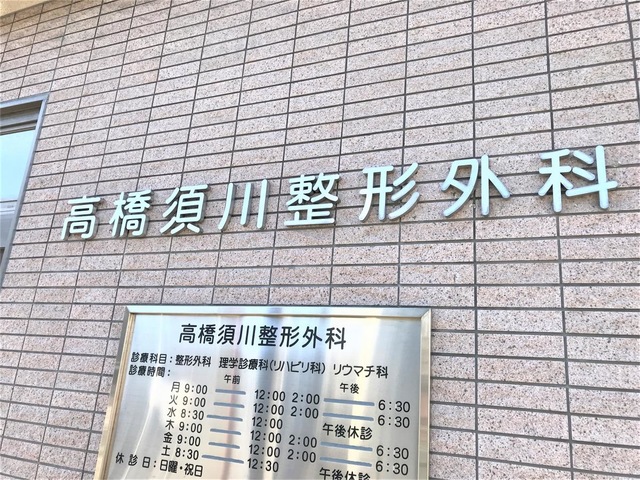 高橋須川整形外科
高橋須川整形外科
診療科目：整形外科 理学診療科(リハビリ科) リウマチ科
診療時間： 午前 午後
月 9:00 ― 12:00 2:00 ― 6:30
火 9:00 ― 12:00 2:00 ― 6:30
水 8:30 ― 12:00 午後休診
木 9:00 ― 12:00 2:00 ― 6:30
金 9:00 ― 12:00 2:00 ― 6:30
土 8:30 ― 12:30 午後休診
休診日：日曜・祝日